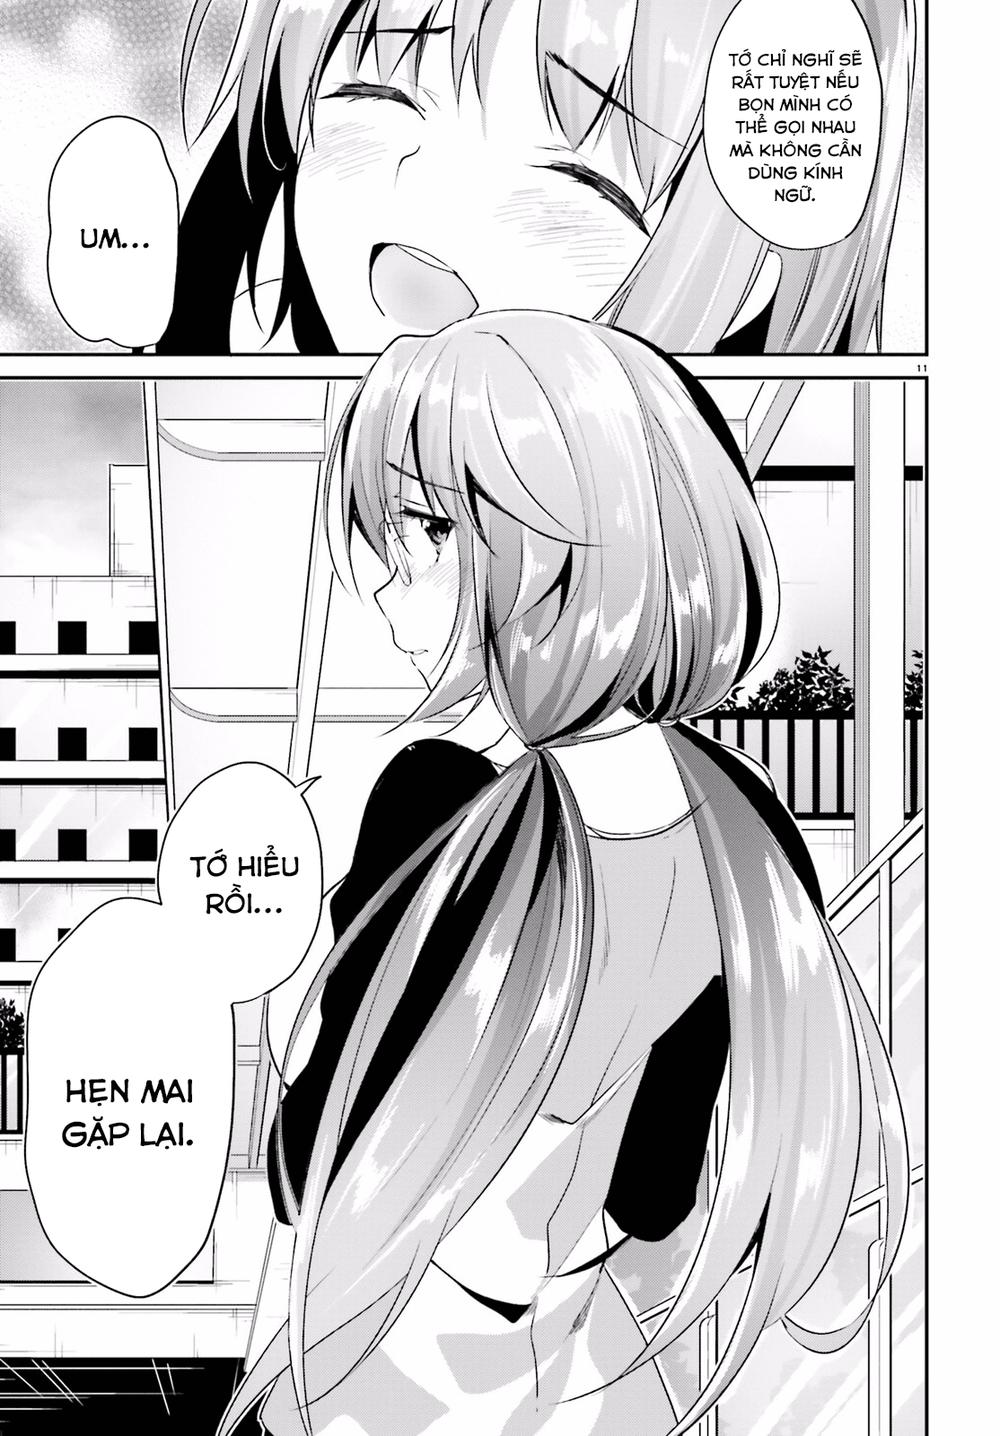 TỚ CHỈ NGHĨ SẼ
RẤT TUYỆT NẾU
BỌN MÌNH CÓ
THỂ GỌI NHAU
MÀ KHÔNG CẦN
DÙNG KÍNH
NGỮ.
UM...
11
TỚ HIỂU
RỒI...
HẸN MAI
GẶP LẠI.